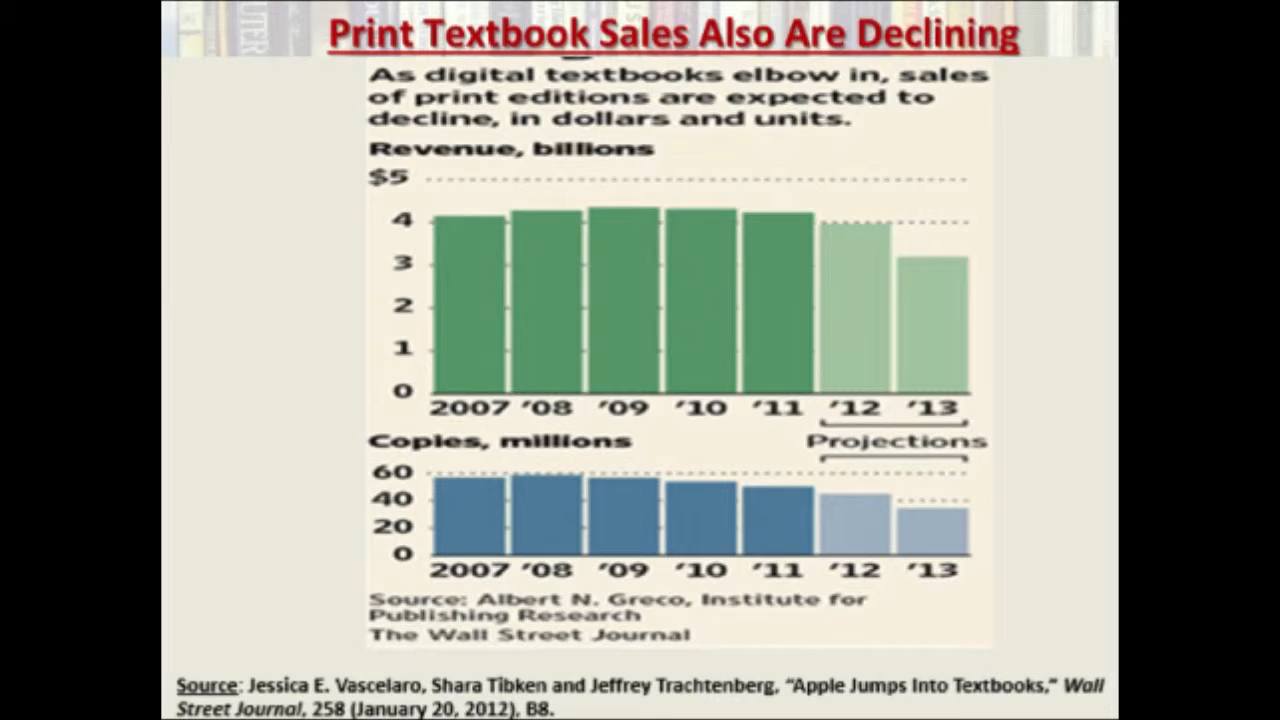 Print Textbook Sales Also Are Declining
As digital textbooks elbow in, sales
of print editions are expected to
decline, in dollars and units.
Revenue, billions
$5
4
3
2
1
0
2007 '08 '09 '10 '11 '12 '13
Copies, millions Projections
60
40
20
0
2007 '08 '09 '10 '11 '12 '13
Source: Albert N. Greco, Institute for
Publishing Research
The Wall Street Journal
Source: Jessica E. Vascelaro, Shara Tibken and Jeffrey Trachtenberg, “Apple Jumps Into Textbooks,” Wall
Street Journal, 258 (January 20, 2012), B8.